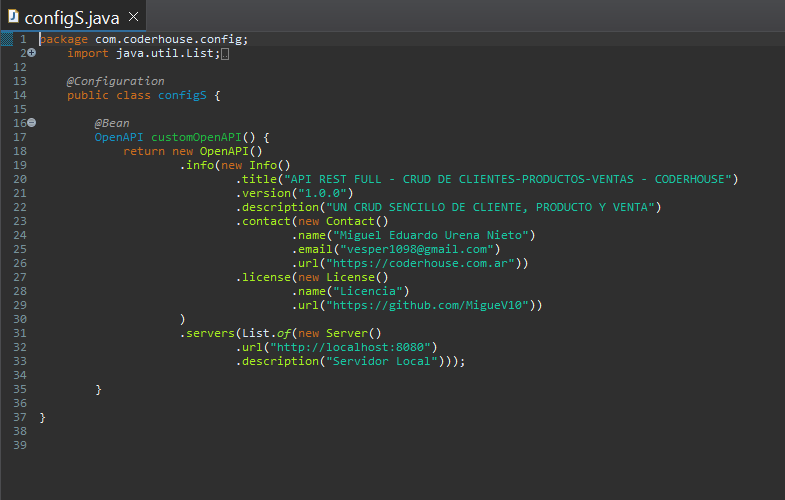 configS.java
1 package com.coderhouse.config;
2 import java.util.List;
12
13 @Configuration
14 public class configS {
15
16 @Bean
17 OpenAPI customOpenAPI() {
18 return new OpenAPI()
19 .info(new Info()
20 .title("API REST FULL - CRUD DE CLIENTES-PRODUCTOS-VENTAS - CODERHOUSE")
21 .version("1.0.0")
22 .description("UN CRUD SENCILLO DE CLIENTE, PRODUCTO Y VENTA")
23 .contact(new Contact()
24 .name("Miguel Eduardo Urena Nieto")
25 .email("vesper1098@gmail.com")
26 .url("https://coderhouse.com.ar"))
27 .license(new License()
28 .name("Licencia")
29 .url("https://github.com/MigueV10"))
30 )
31 .servers(List.of(new Server()
32 .url("http://localhost:8080")
33 .description("Servidor Local")));
34
35 }
36
37 }
38
39